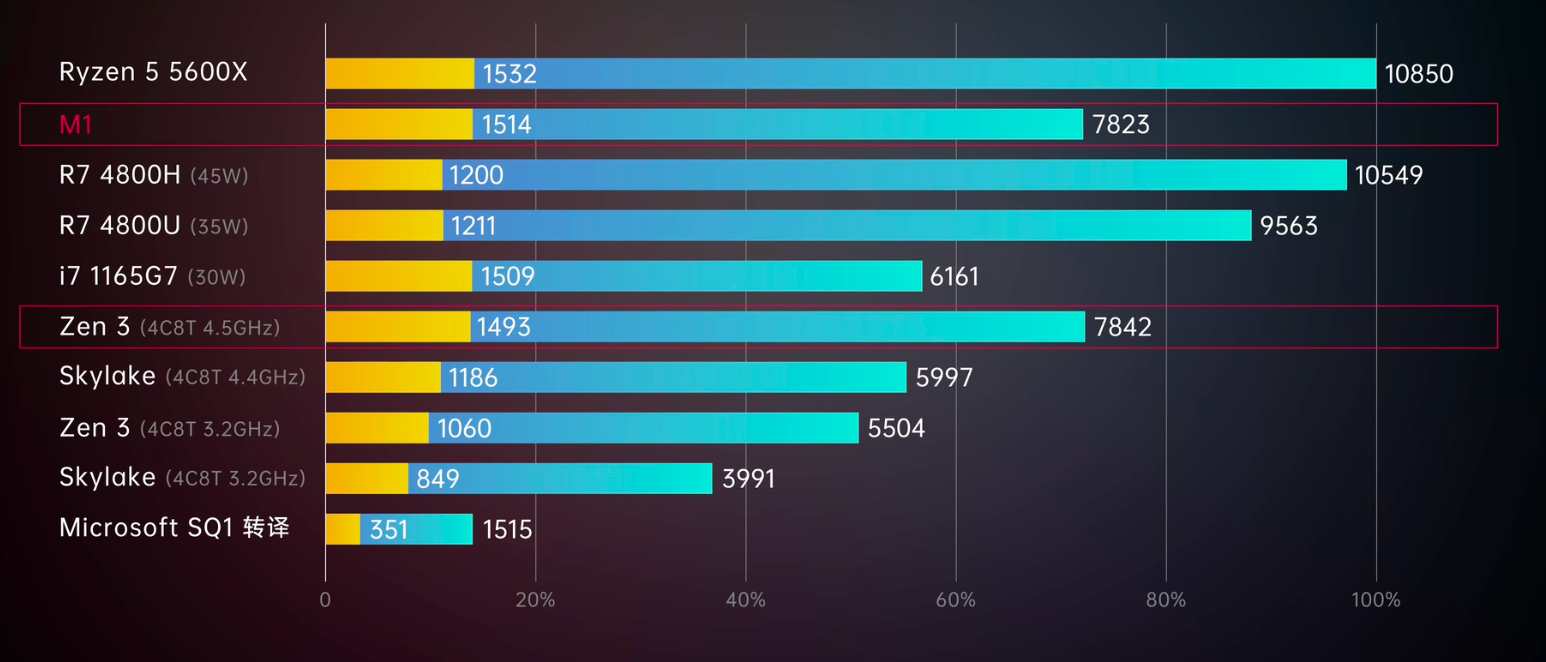 Ryzen 5 5600X 1532 10850
M1 1514 7823
R7 4800H (45W) 1200 10549
R7 4800U (35W) 1211 9563
i7 1165G7 (30W) 1509 6161
Zen 3 (4C8T 4.5GHz) 1493 7842
Skylake (4C8T 4.4GHz) 1186 5997
Zen 3 (4C8T 3.2GHz) 1060 5504
Skylake (4C8T 3.2GHz) 849 3991
Microsoft SQ1 转译 351 1515
0 20% 40% 60% 80% 100%